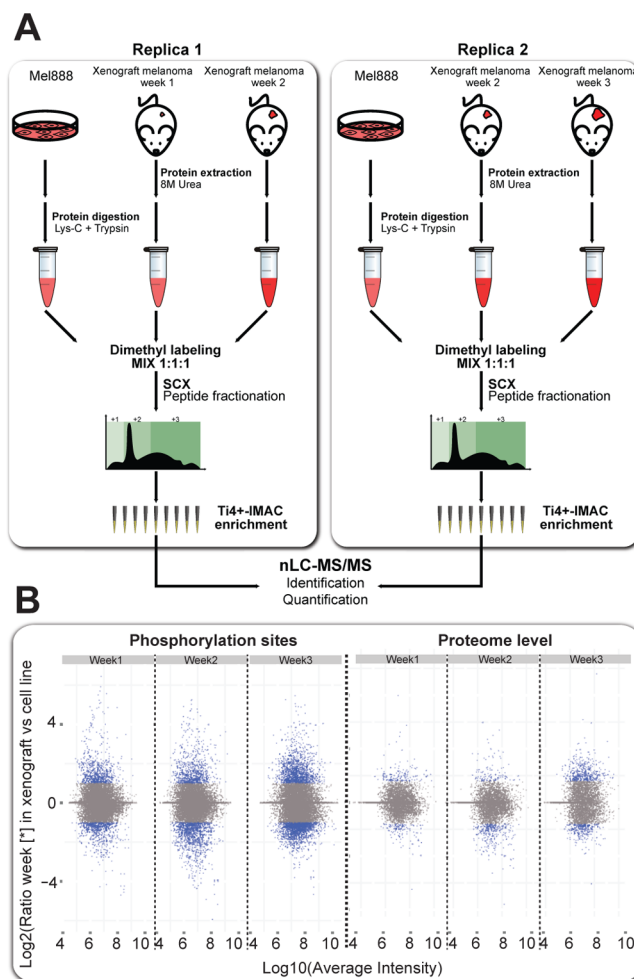 A
Replica 1
Mel888
Xenograft melanoma
week 1
Xenograft melanoma
week 2
Protein extraction
8M Urea
Protein digestion
Lys-C + Trypsin
Dimethyl labeling
MIX 1:1:1
SCX
Peptide fractionation
+1 +2 +3
Ti4+-IMAC
enrichment
Replica 2
Mel888
Xenograft melanoma
week 2
Xenograft melanoma
week 3
Protein extraction
8M Urea
Protein digestion
Lys-C + Trypsin
Dimethyl labeling
MIX 1:1:1
SCX
Peptide fractionation
+1 +2 +3
Ti4+-IMAC
enrichment
nLC-MS/MS
Identification
Quantification
B
Phosphorylation sites
Proteome level
Week1 Week2 Week3 Week1 Week2 Week3
Log2(Ratio week [*] in xenograft vs cell line
4
0
−4
4 6 8 10 4 6 8 10 4 6 8 10 4 6 8 10 4 6 8 10 4 6 8 10
Log10(Average Intensity)